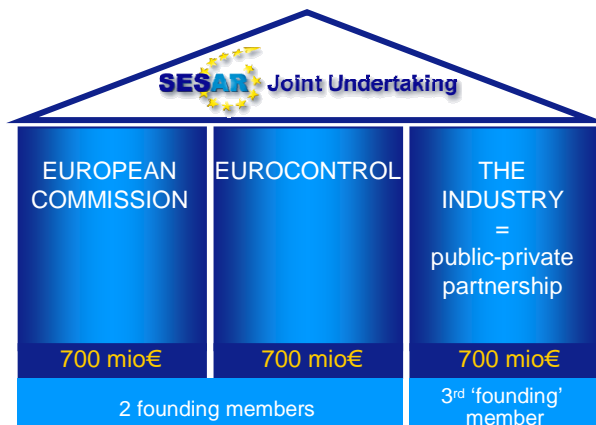 SESAR Joint Undertaking
EUROPEAN
COMMISSION
EUROCONTROL
THE
INDUSTRY
=
public-private
partnership
700 mio€
700 mio€
700 mio€
2 founding members
3rd ‘founding’
member